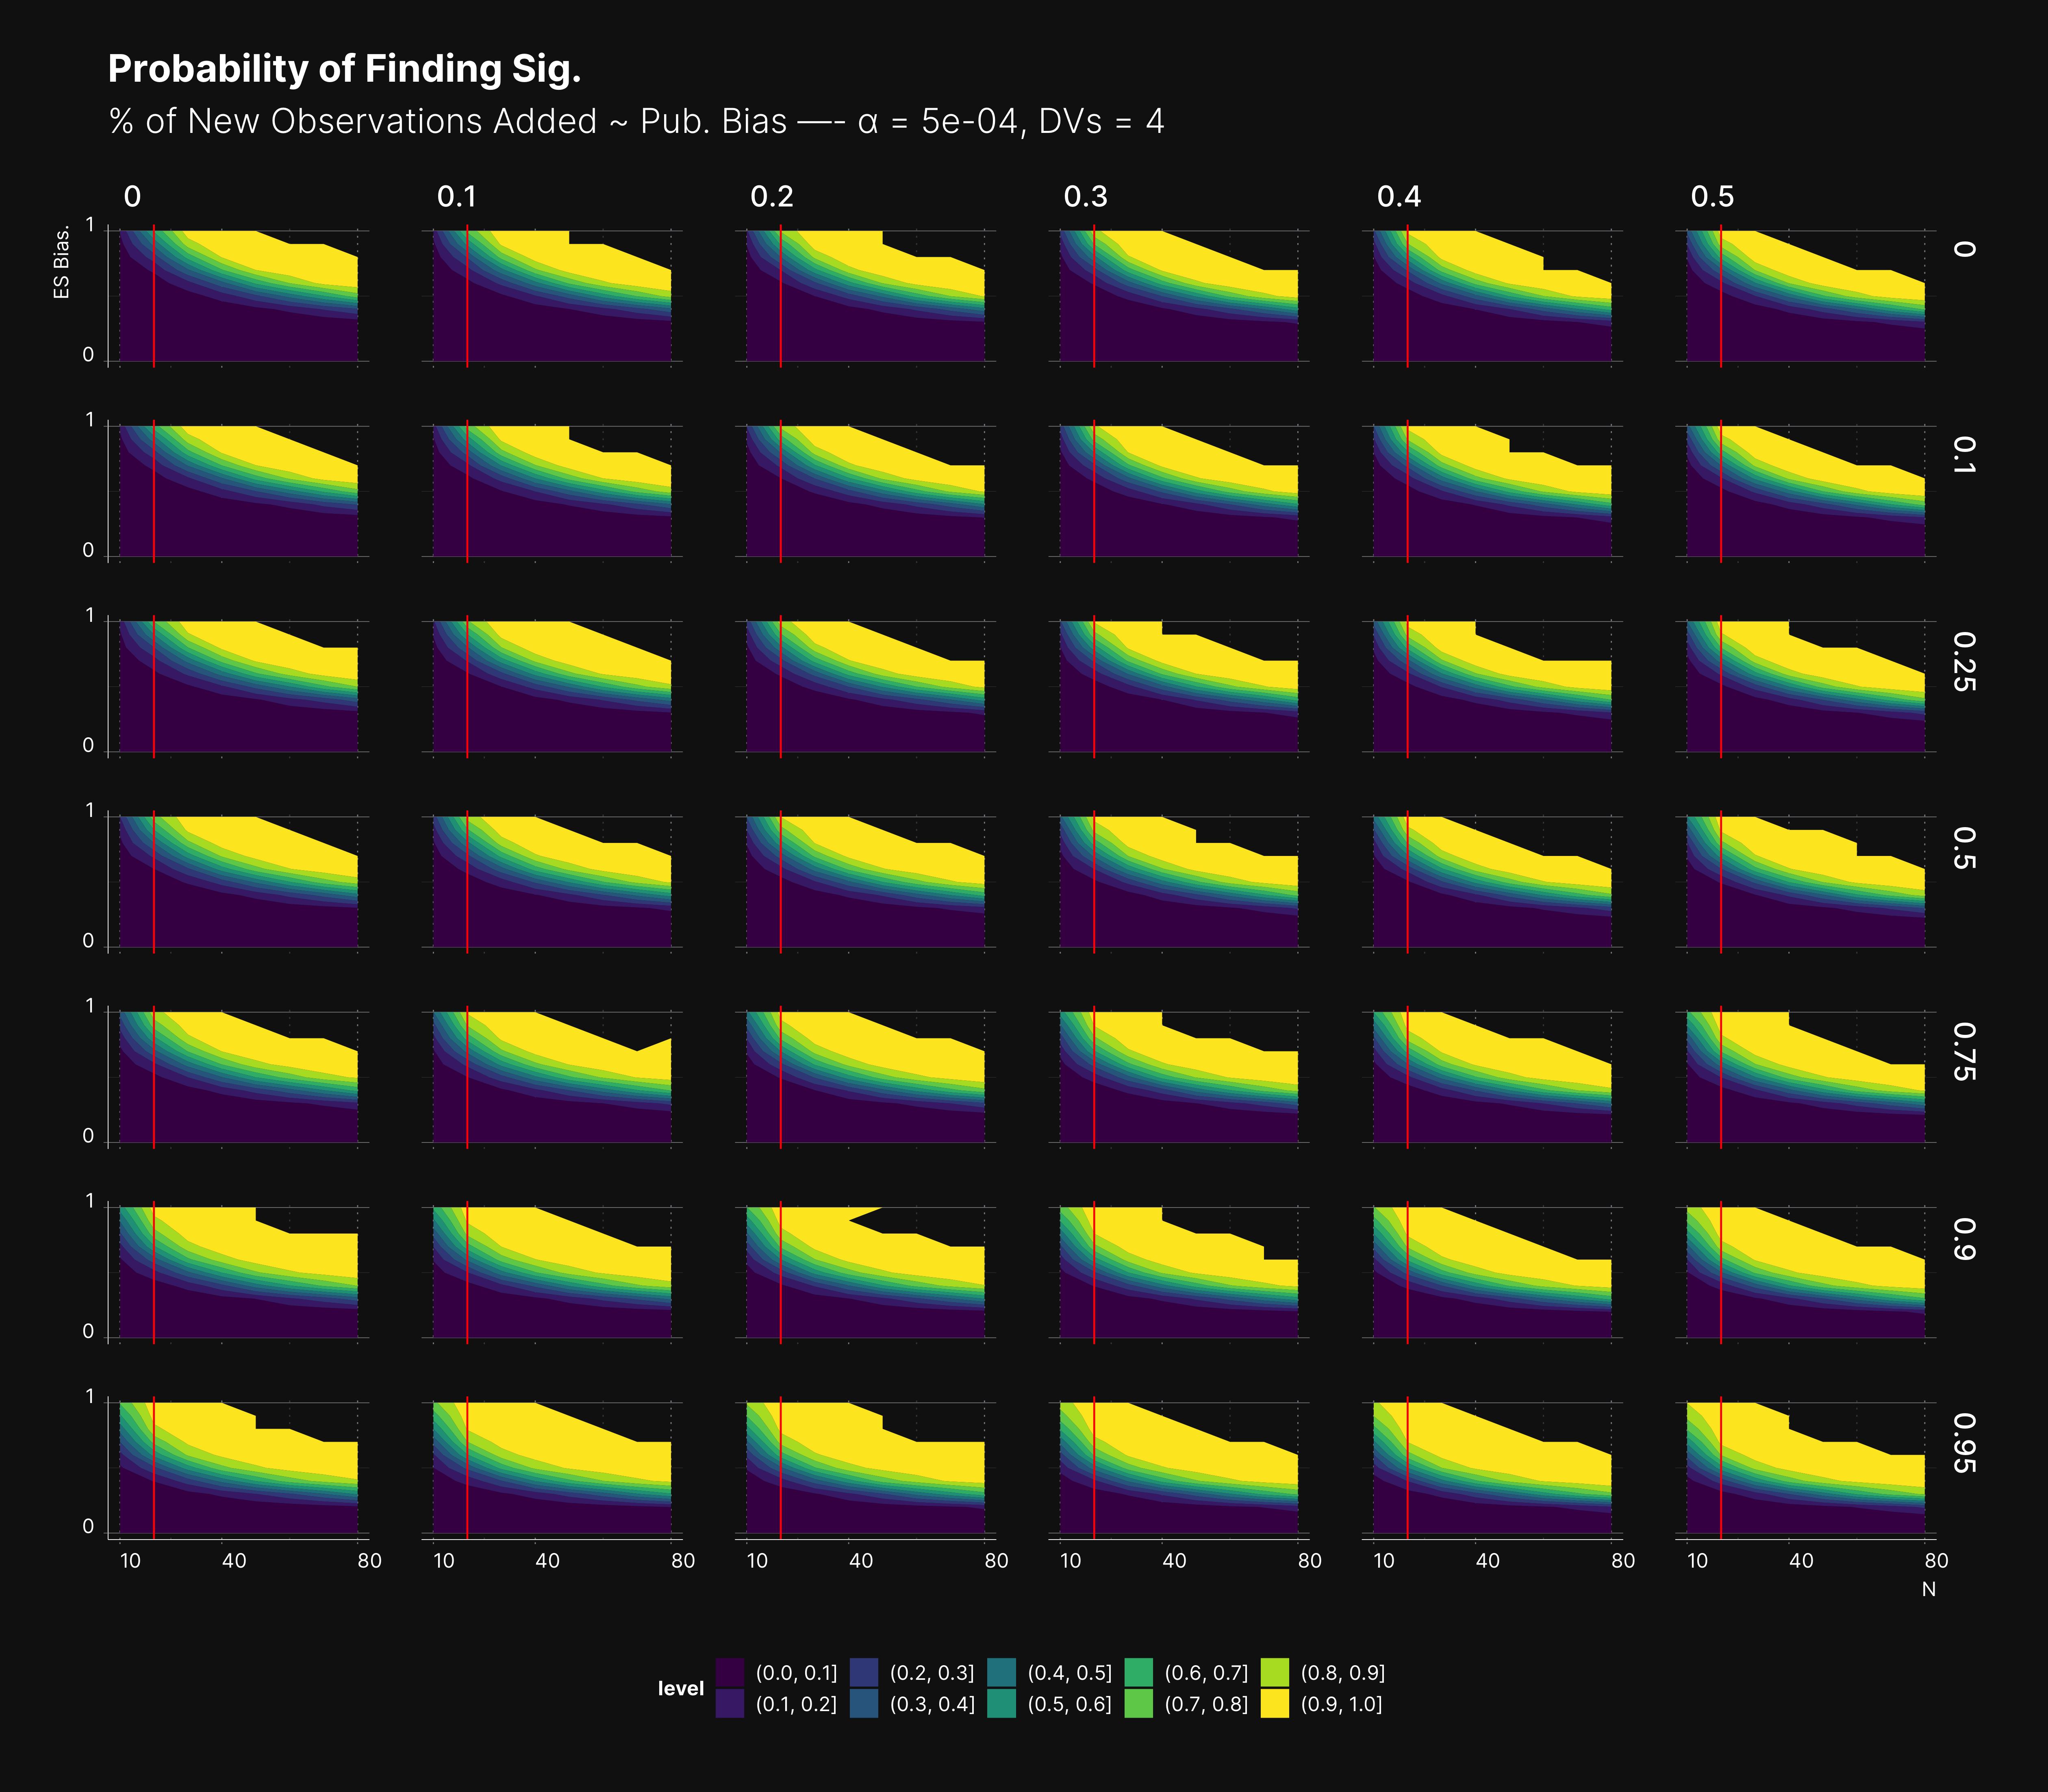 Probability of Finding Sig.
% of New Observations Added ~ Pub. Bias —- α = 5e-04, DVs = 4
0 0.1 0.2 0.3 0.4 0.5
ES Bias.
1
0
0
1
0
0.1
1
0
0.25
1
0
0.5
1
0
0.75
1
0
0.9
1
0
0.95
10 40 80 10 40 80 10 40 80 10 40 80 10 40 80 10 40 80
N
level
(0.0, 0.1] (0.2, 0.3] (0.4, 0.5] (0.6, 0.7] (0.8, 0.9]
(0.1, 0.2] (0.3, 0.4] (0.5, 0.6] (0.7, 0.8] (0.9, 1.0]